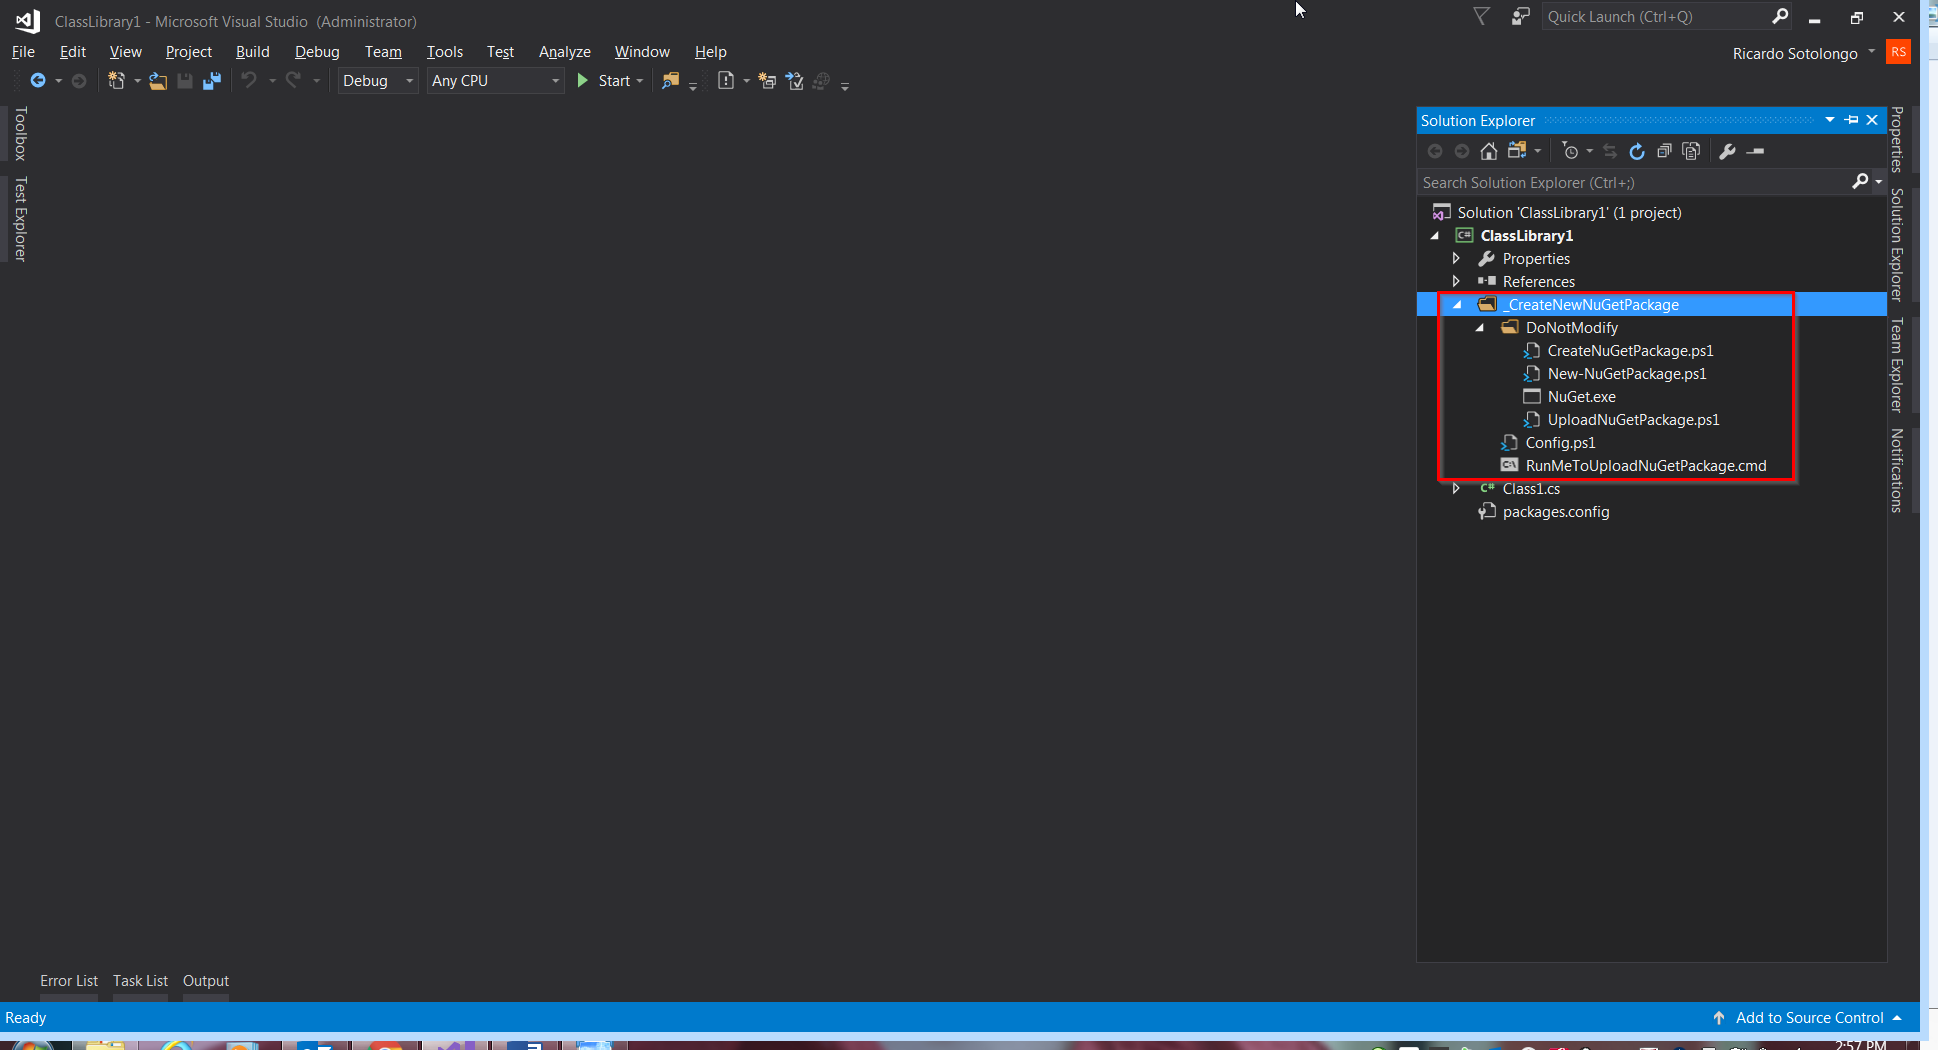 ClassLibrary1 - Microsoft Visual Studio (Administrator)
Quick Launch (Ctrl+Q)
File Edit View Project Build Debug Team Tools Test Analyze Window Help
Ricardo Sotolongo RS
Debug Any CPU Start
Toolbox
Test Explorer
Solution Explorer
Search Solution Explorer (Ctrl+;)
Solution 'ClassLibrary1' (1 project)
C# ClassLibrary1
Properties
References
_CreateNewNuGetPackage
DoNotModify
CreateNuGetPackage.ps1
New-NuGetPackage.ps1
NuGet.exe
UploadNuGetPackage.ps1
Config.ps1
RunMeToUploadNuGetPackage.cmd
C# Class1.cs
packages.config
Properties
Solution Explorer
Team Explorer
Notifications
Error List Task List Output
Ready
Add to Source Control
2:57 PM